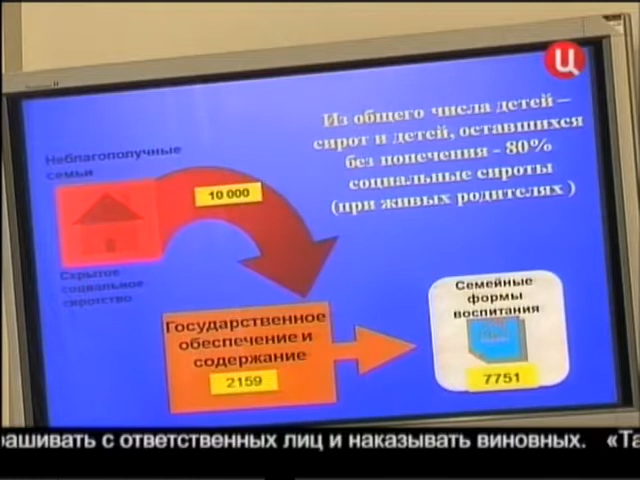 Ц
Из общего числа детей –
сирот и детей, оставшихся
без попечения - 80%
социальные сироты
(при живых родителях )
Неблагополучные
семьи
10 000
Скрытое
социальное
сиротство
Государственное
обеспечение и
содержание
2159
Семейные
формы
воспитания
7751
рашивать с ответственных лиц и наказывать виновных. «Та